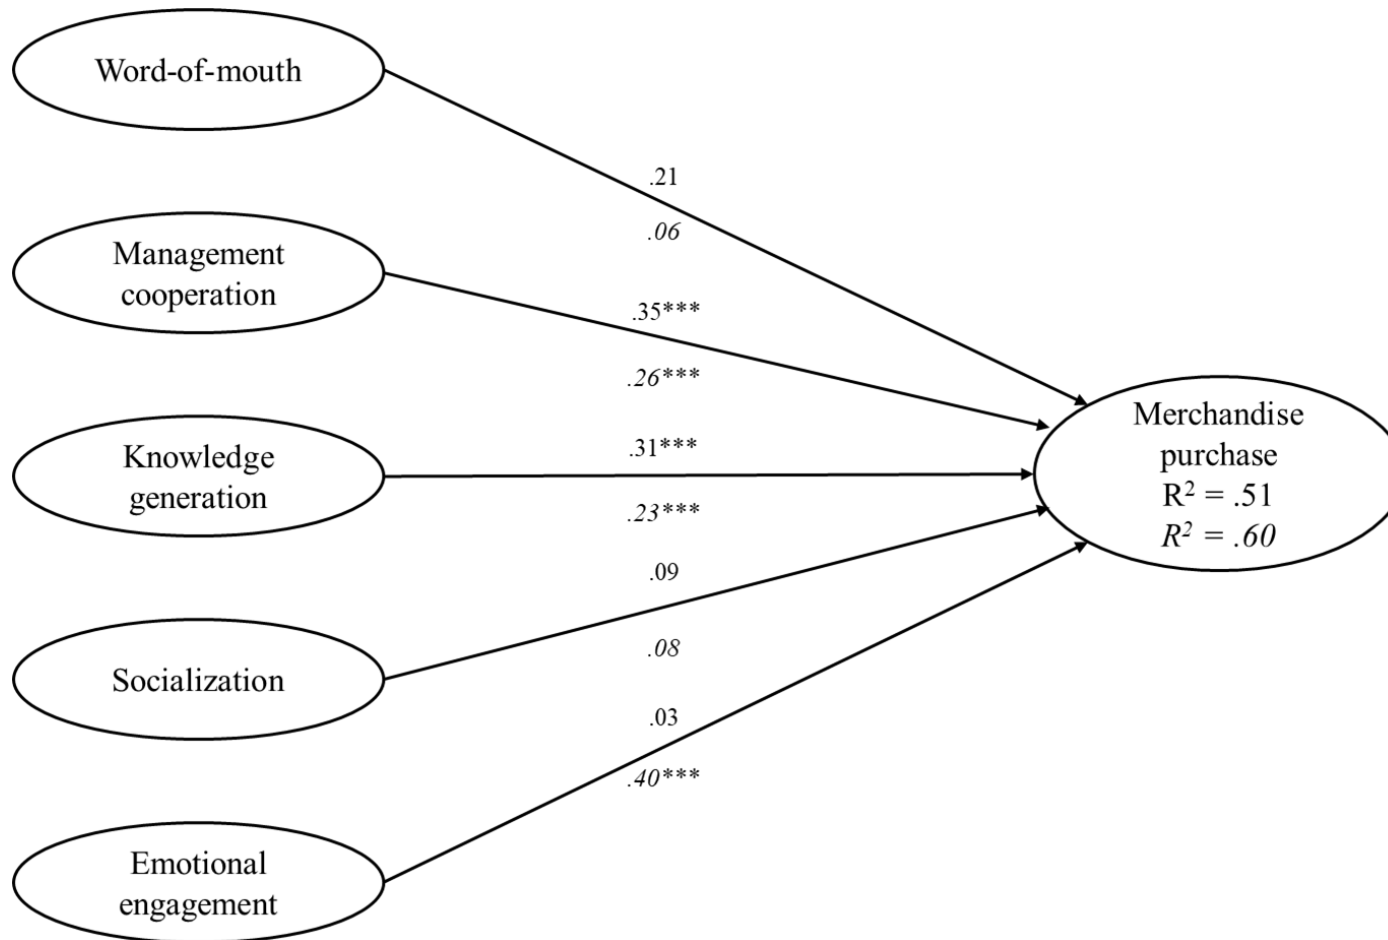 Word-of-mouth
.21
.06
Management
cooperation
.35***
.26***
Knowledge
generation
.31***
.23***
Merchandise
purchase
R² = .51
R² = .60
.09
.08
Socialization
.03
.40***
Emotional
engagement